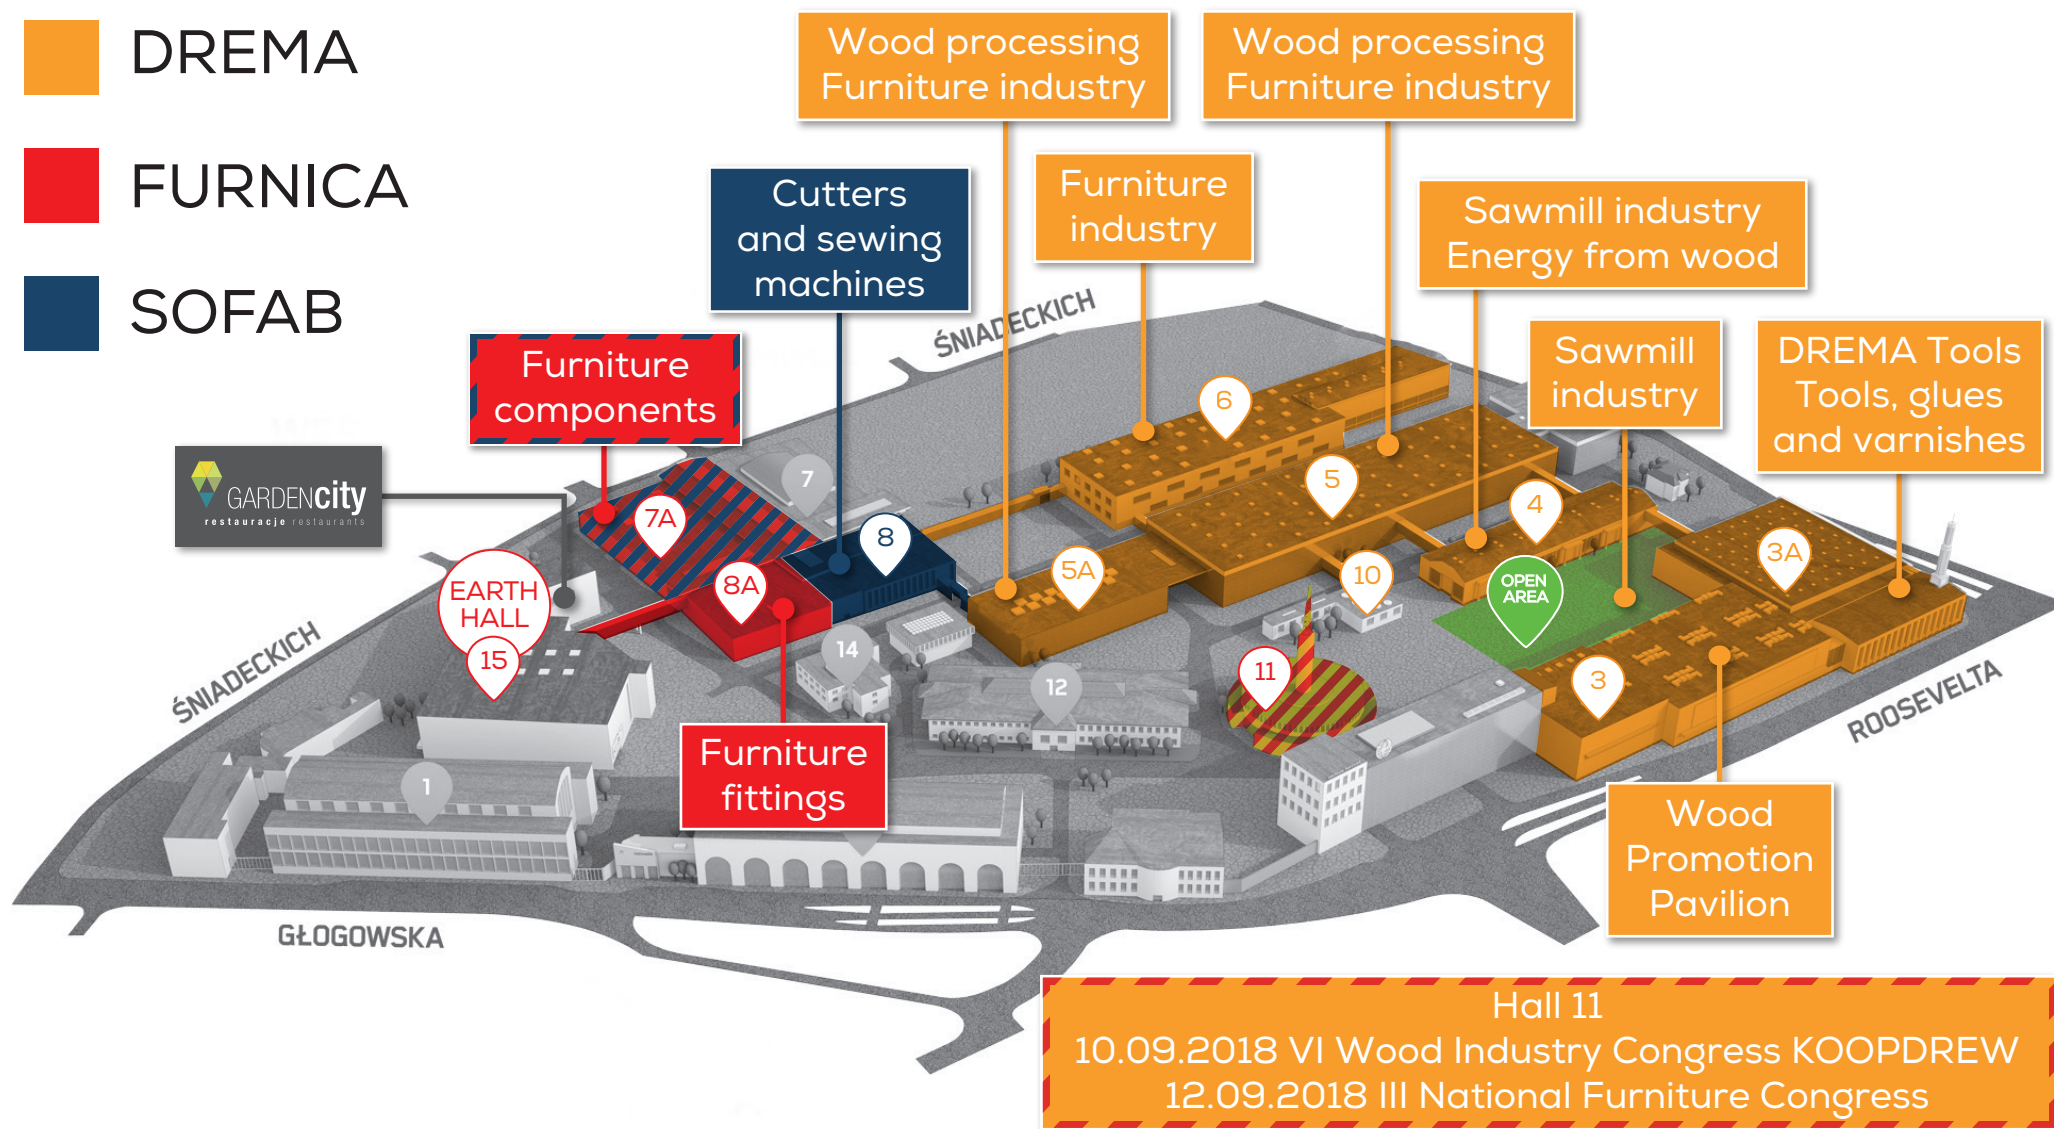 DREMA
FURNICA
SOFAB
Wood processing
Furniture industry
Wood processing
Furniture industry
Furniture
industry
Cutters
and sewing
machines
Sawmill industry
Energy from wood
Furniture
components
Sawmill
industry
DREMA Tools
Tools, glues
and varnishes
GARDENcity
restauracje restaurants
ŚNIADECKICH
ŚNIADECKICH
6
7
5
4
7A
8
3A
5A
10
8A
OPEN
AREA
EARTH
HALL
15
14
12
11
3
1
Furniture
fittings
ROOSEVELTA
GŁOGOWSKA
Wood
Promotion
Pavilion
Hall 11
10.09.2018 VI Wood Industry Congress KOOPDREW
12.09.2018 III National Furniture Congress